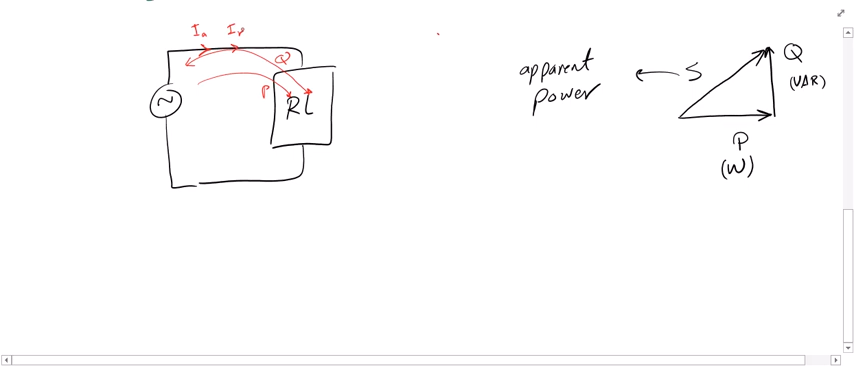 Ia Ip
Q
P
RL
~
apparent
power
S
Q
(VAR)
P
(W)